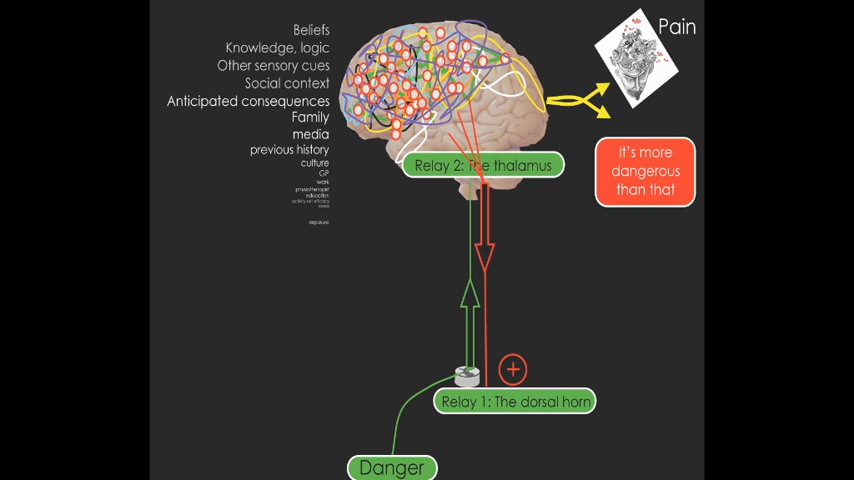 Beliefs
Knowledge, logic
Other sensory cues
Social context
Anticipated consequences
Family
media
previous history
culture
GP
work
physiotherapist
education
exposure
Pain
It's more
dangerous
than that
Relay 2: The thalamus
+
Relay 1: The dorsal horn
Danger